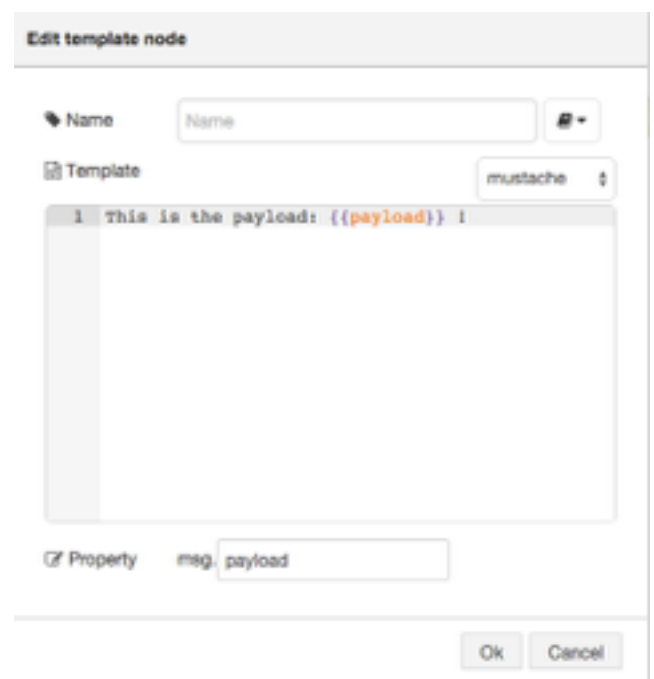 Edit template node
Name Name
Template mustache
1 This is the payload: {{payload}} !
Property msg. payload
Ok Cancel